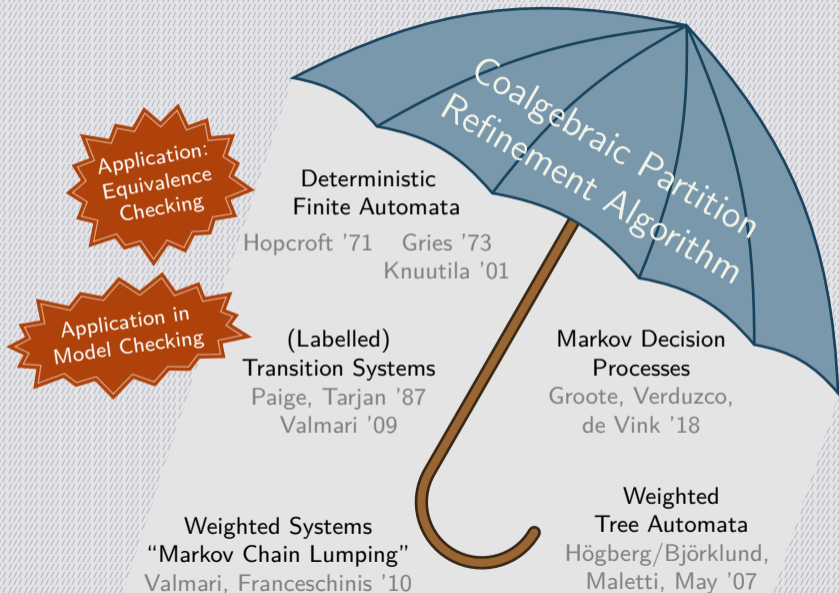 Coalgebraic Partition
Refinement Algorithm
Application:
Equivalence
Checking
Deterministic
Finite Automata
Hopcroft '71 Gries '73
Knuutila '01
Application in
Model Checking
(Labelled)
Transition Systems
Paige, Tarjan '87
Valmari '09
Markov Decision
Processes
Groote, Verduzco,
de Vink '18
Weighted Systems
“Markov Chain Lumping”
Valmari, Franceschinis '10
Weighted
Tree Automata
Högberg/Björklund,
Maletti, May '07